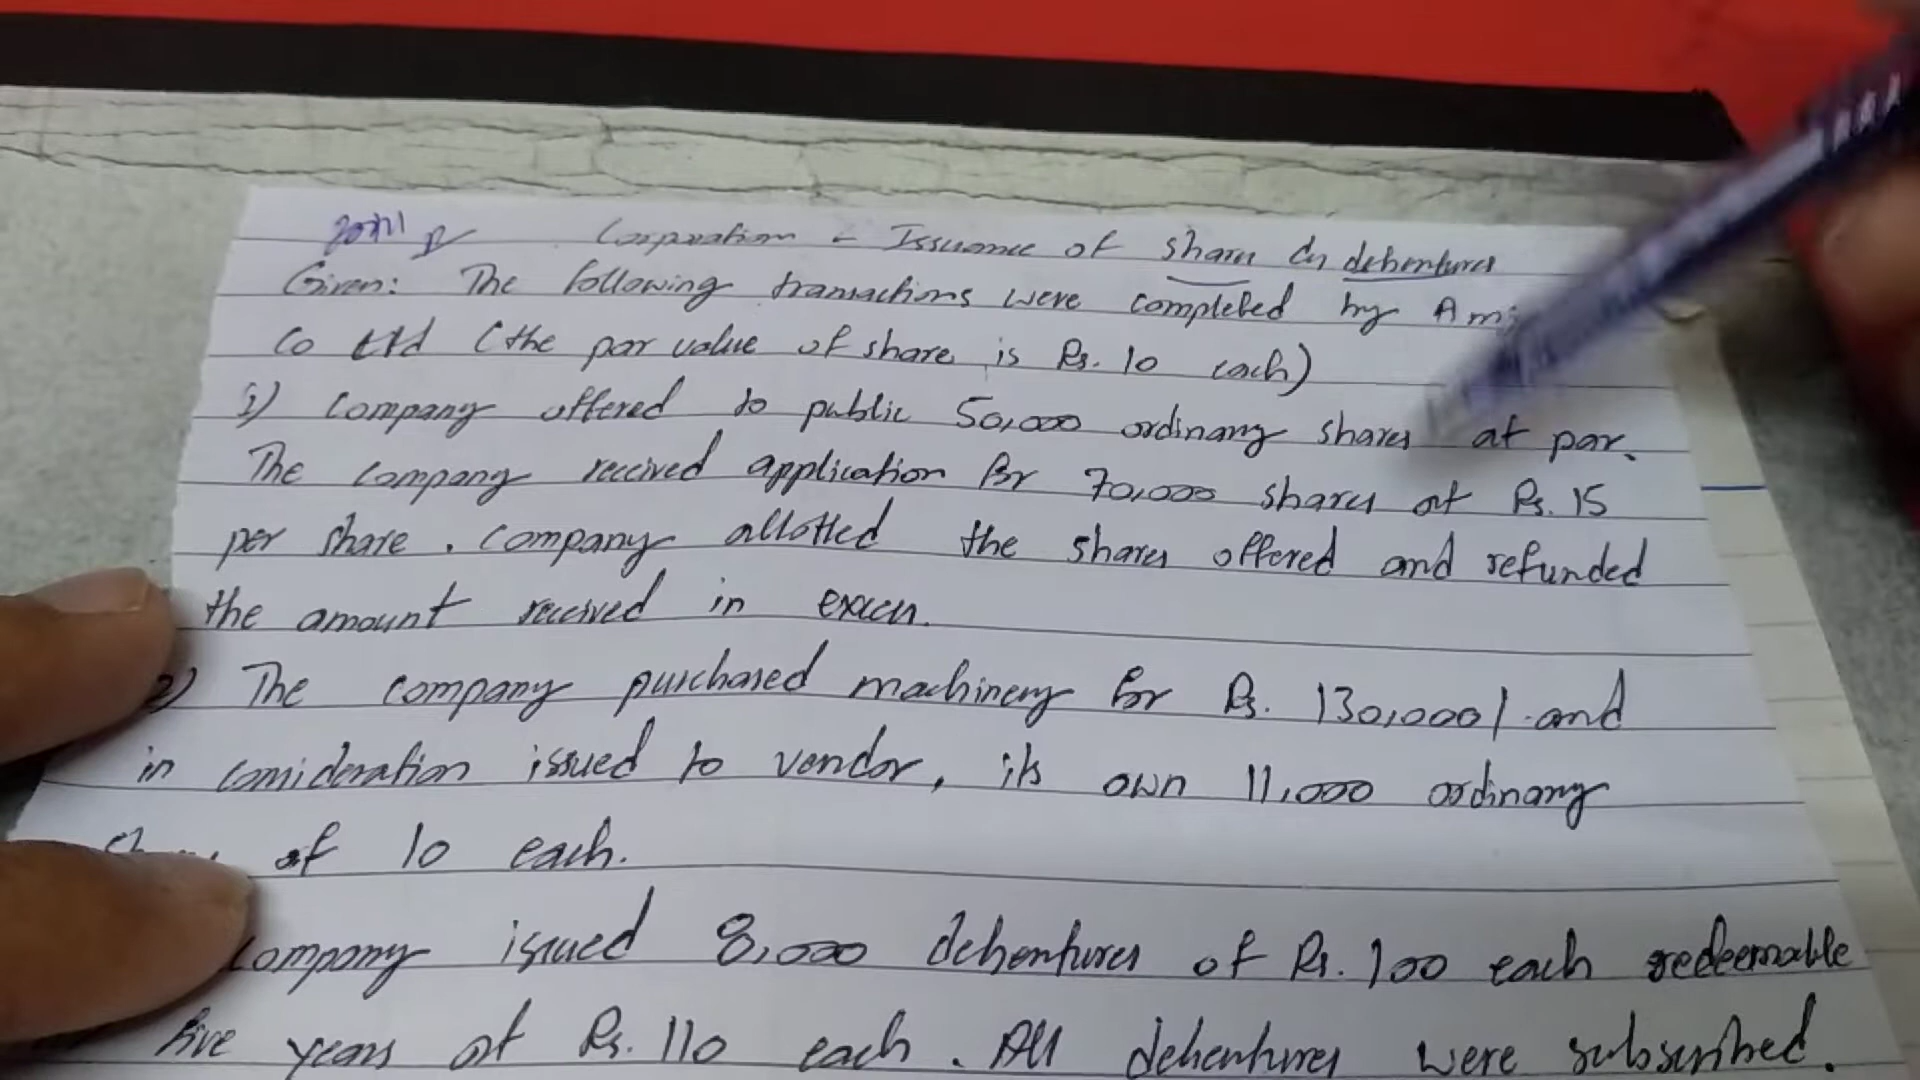 Corporation - Issuance of share & debentures
Given: The following transactions were completed by
Co Ltd (the par value of share is Rs. 10 each)
1) Company offered to public 50,000 ordinary shares at par.
The company received application for 70,000 shares at Rs. 15
per share. Company allotted the shares offered and refunded
the amount received in excess.
2) The company purchased machinery for Rs. 130,000/- and
in consideration issued to vendor, its own 11,000 ordinary
of 10 each.
Company issued 8,000 debentures of Rs. 100 each redeemable
five years at Rs. 110 each. All debentures were subscribed.